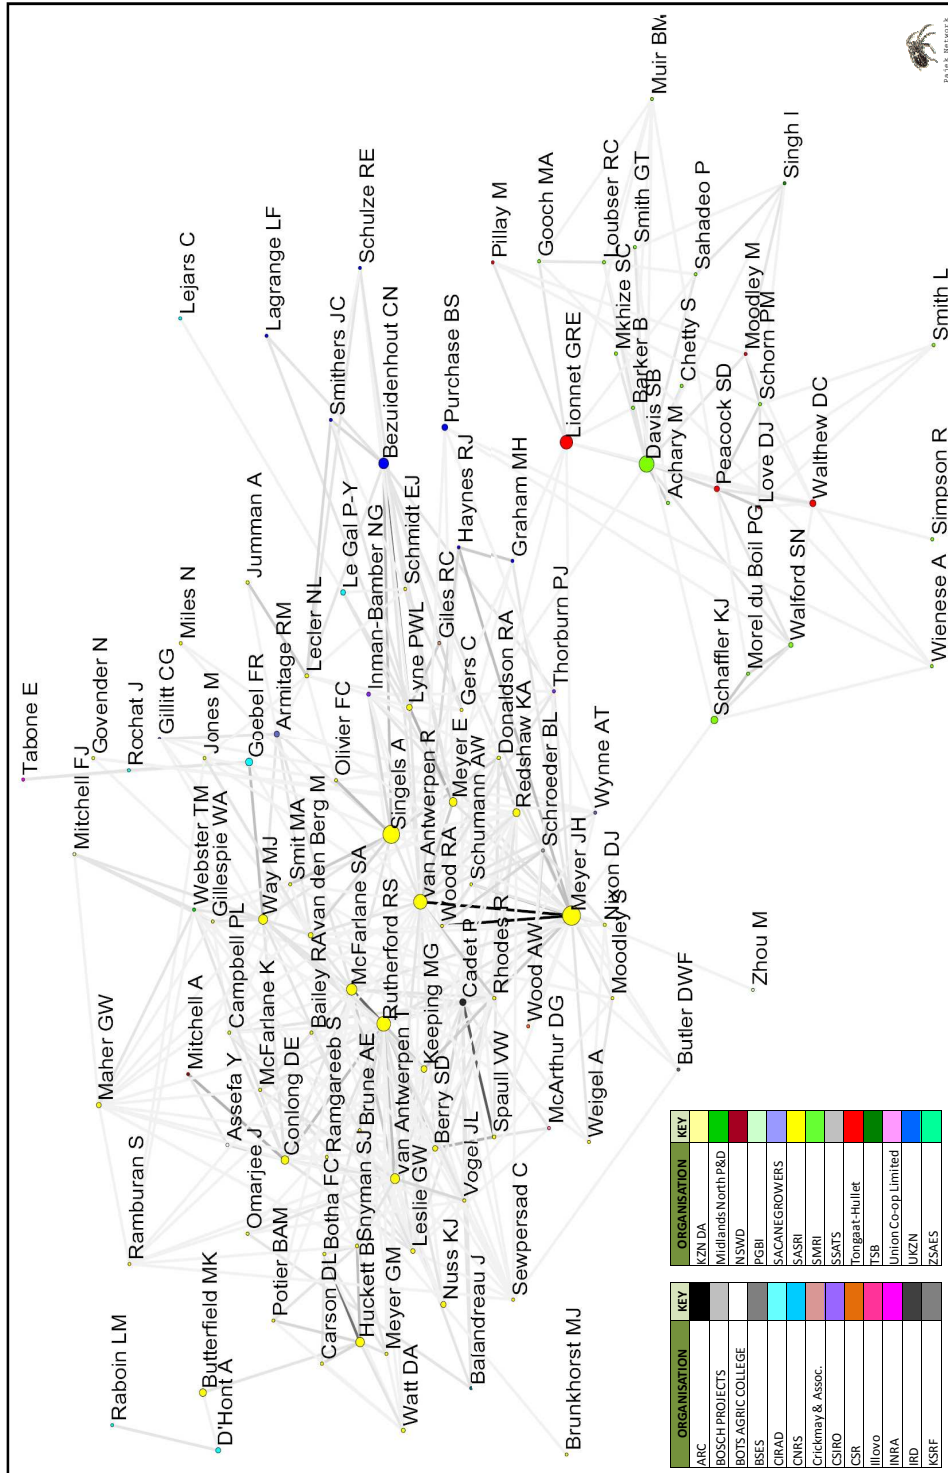 Tabone E
Mitchell FJ
Govender N
Rochat J
Gillitt CG
Miles N
Lejars C
Jones M
Jumman A
Lagrange LF
Goebel FR
Armitage RM
Lecler NL
Smithers JC
Schulze RE
Webster TM
Gillespie WA
Way MJ
Smit MA
Olivier FC
Le Gal P-Y
Bezuidenhout CN
Maher GW
Mitchell A
Campbell PL
McFarlane K
Bailey RA
van den Berg M
Inman-Bamber NG
Schmidt EJ
Purchase BS
Ramburan S
Assefa Y
Omarjee J
Conlong DE
Ramgareeb S
McFarlane SA
Singels A
Lyne PWL
Giles RC
Haynes RJ
Graham MH
Raboin LM
Butterfield MK
D'Hont A
Potier BAM
Botha FC
Brune AE
Rutherford RS
van Antwerpen R
Meyer E
Gers C
Carson DL
Huckett BI
Snyman SJ
van Antwerpen T
Keeping MG
Wood RA
Schumann AW
Donaldson RA
Redshaw KA
Thorburn PJ
Meyer GM
Watt DA
Leslie GW
Berry SD
Cadet P
Rhodes R
Schroeder BL
Wynne AT
Nuss KJ
Vogel JL
Spaull VW
Wood AW
Meyer JH
Nixon DJ
Balandreau J
Sewpersad C
McArthur DG
Weigel A
Moodley S
Brunkhorst MJ
Butler DWF
Zhou M
Pillay M
Gooch MA
Lionnet GRE
Loubser RC
Mkhize SC
Smith GT
Muir BM
Barker B
Davis SB
Sahadeo P
Chetty S
Achary M
Singh I
Moodley M
Schorn PM
Peacock SD
Love DJ
Walthew DC
Schaffler KJ
Morel du Boil PG
Walford SN
Smith L
Simpson R
Wienese A
Pajek Network
ORGANISATION KEY
ARC
BOSCH PROJECTS
BOTS AGRIC COLLEGE
BSES
CIRAD
CNRS
Crickmay & Assoc.
CSIRO
CSR
Illovo
INRA
IRD
KSRF
ORGANISATION KEY
KZN DA
Midlands North P&D
NSWD
PGBI
SACANEGROWERS
SASRI
SMRI
SSATS
Tongaat-Hullet
TSB
Union Co-op Limited
UKZN
ZSAES